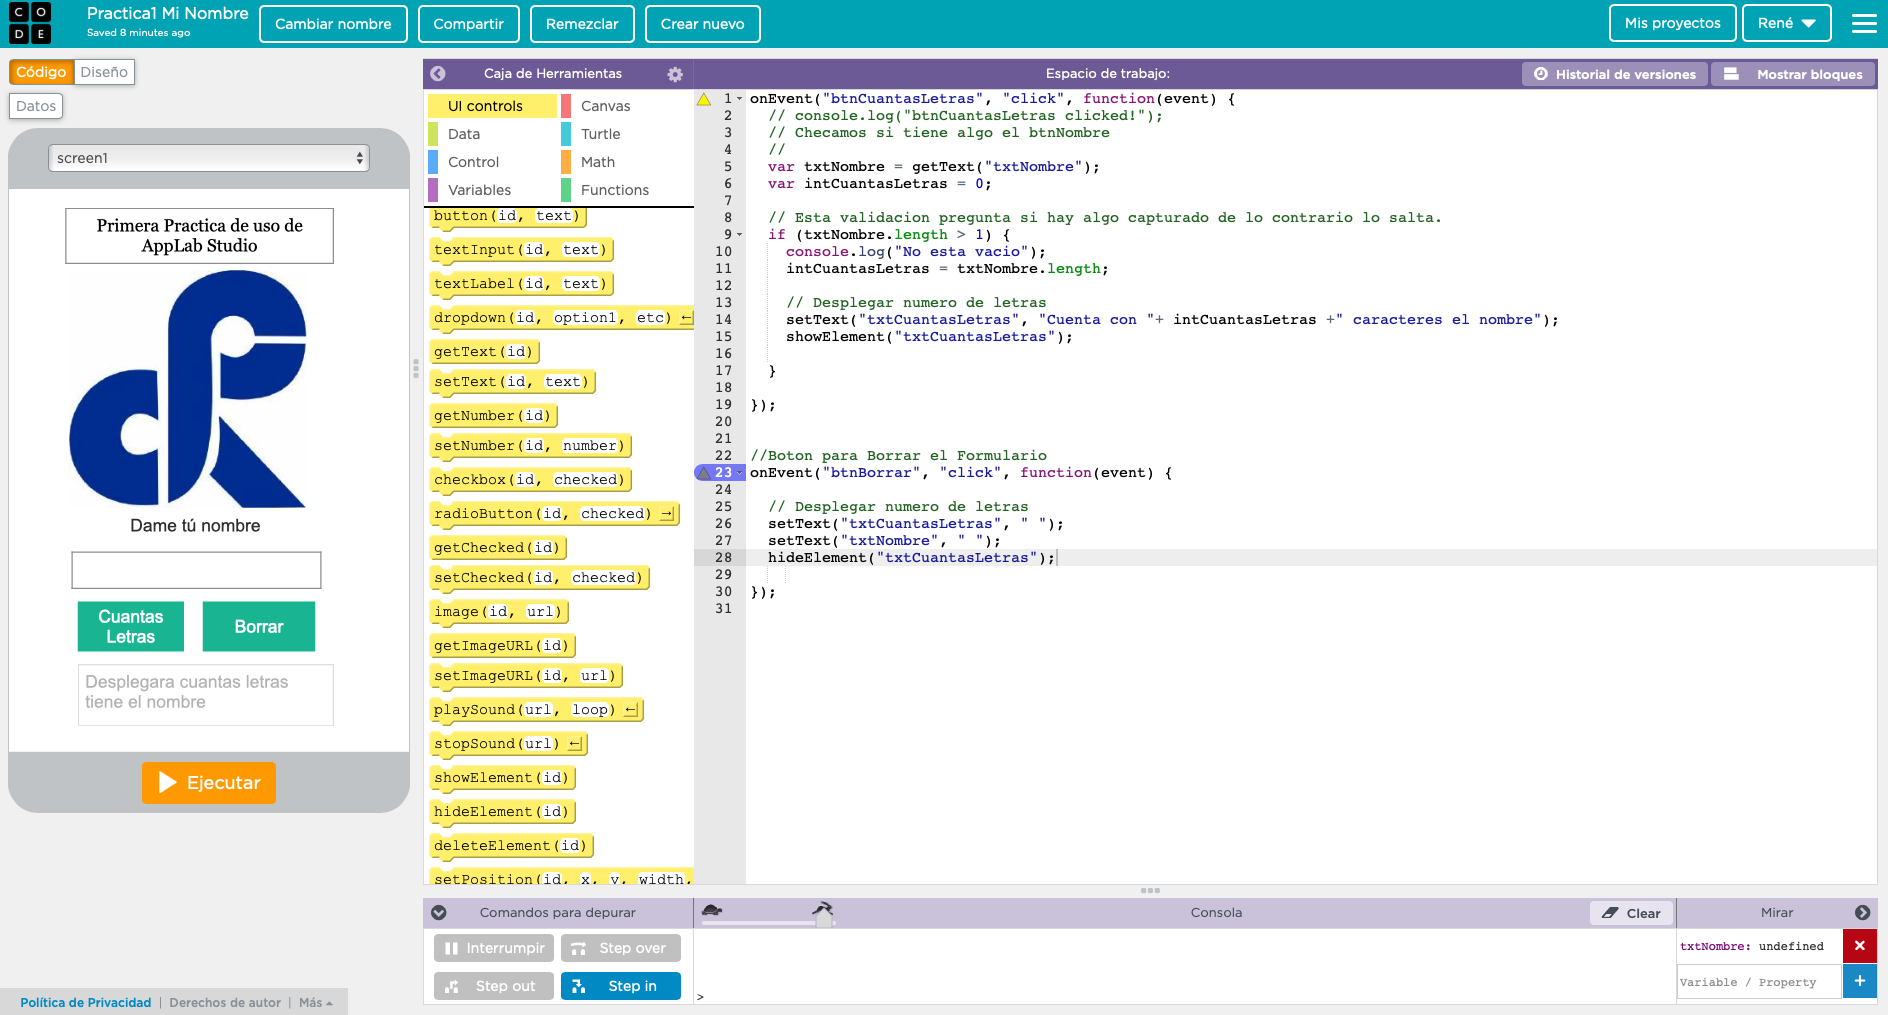 C O D E
Practica1 Mi Nombre
Saved 8 minutes ago
Cambiar nombre
Compartir
Remezclar
Crear nuevo
Mis proyectos
René
Código
Diseño
Datos
screen1
Primera Practica de uso de
AppLab Studio
Dame tú nombre
Cuantas
Letras
Borrar
Desplegara cuantas letras
tiene el nombre
Ejecutar
Política de Privacidad | Derechos de autor | Más
Caja de Herramientas
UI controls
Canvas
Data
Turtle
Control
Math
Variables
Functions
button(id, text)
textInput(id, text)
textLabel(id, text)
dropdown(id, option1, etc)
getText(id)
setText(id, text)
getNumber(id)
setNumber(id, number)
checkbox(id, checked)
radioButton(id, checked)
getChecked(id)
setChecked(id, checked)
image(id, url)
getImageURL(id)
setImageURL(id, url)
playSound(url, loop)
stopSound(url)
showElement(id)
hideElement(id)
deleteElement(id)
setPosition(id, x, y, width,
Espacio de trabajo:
Historial de versiones
Mostrar bloques
1 onEvent("btnCuantasLetras", "click", function(event) {
2 // console.log("btnCuantasLetras clicked!");
3 // Checamos si tiene algo el btnNombre
4 //
5 var txtNombre = getText("txtNombre");
6 var intCuantasLetras = 0;
7
8 // Esta validacion pregunta si hay algo capturado de lo contrario lo salta.
9 if (txtNombre.length > 1) {
10 console.log("No esta vacio");
11 intCuantasLetras = txtNombre.length;
12
13 // Desplegar numero de letras
14 setText("txtCuantasLetras", "Cuenta con "+ intCuantasLetras +" caracteres el nombre");
15 showElement("txtCuantasLetras");
16
17 }
18
19 });
20
21
22 //Boton para Borrar el Formulario
23 onEvent("btnBorrar", "click", function(event) {
24
25 // Desplegar numero de letras
26 setText("txtCuantasLetras", " ");
27 setText("txtNombre", " ");
28 hideElement("txtCuantasLetras");
29
30 });
31
Comandos para depurar
Interrumpir
Step over
Step out
Step in
Consola
Clear
>
Mirar
txtNombre: undefined
Variable / Property